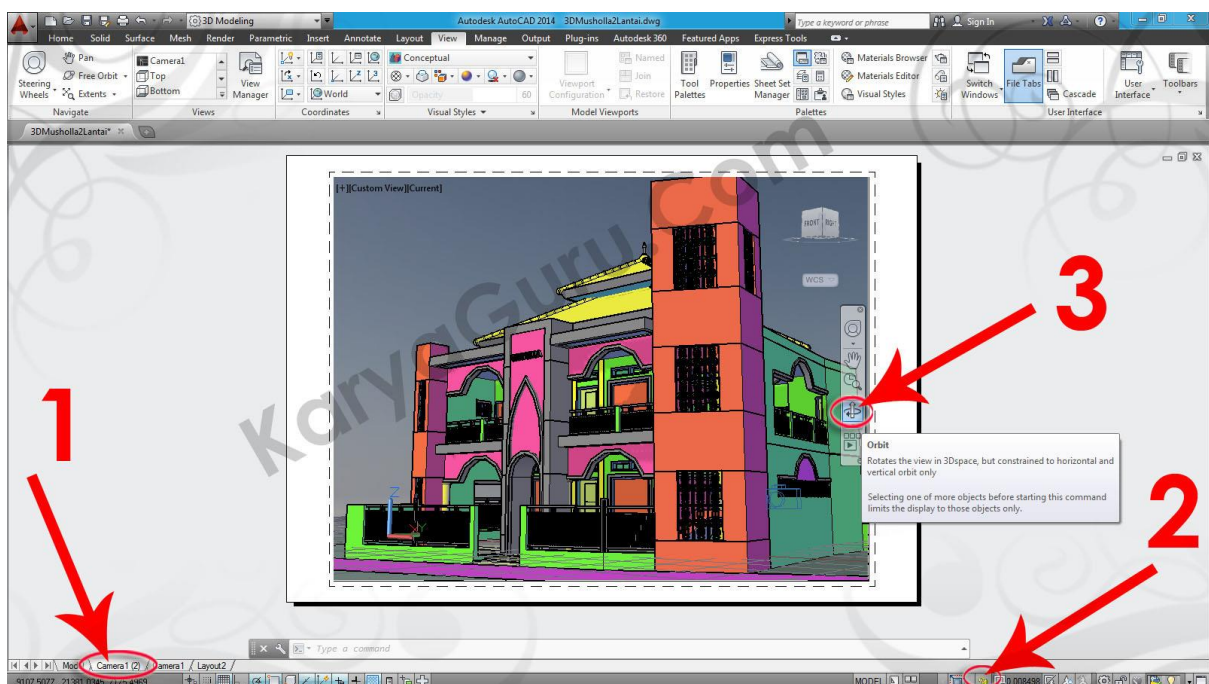 3D Modeling
Autodesk AutoCAD 2014 3DMusholla2Lantai.dwg
Type a keyword or phrase
Sign In
Home Solid Surface Mesh Render Parametric Insert Annotate Layout View Manage Output Plug-ins Autodesk 360 Featured Apps Express Tools
Steering Wheels
Pan
Free Orbit
Extents
Navigate
Camera1
Top
Bottom
View Manager
Views
World
Coordinates
Conceptual
Opacity 60
Visual Styles
Viewport Configuration
Named
Join
Restore
Model Viewports
Tool Palettes
Properties
Sheet Set Manager
Materials Browser
Materials Editor
Visual Styles
Palettes
Switch Windows
File Tabs
Cascade
User Interface
Toolbars
User Interface
3DMusholla2Lantai*
[+][Custom View][Current]
FRONT RIGHT
WCS
KaryaGuru.Com
3
Orbit
Rotates the view in 3Dspace, but constrained to horizontal and
vertical orbit only
Selecting one of more objects before starting this command
limits the display to those objects only.
1
2
Z
X Y
Type a command
Model Camera1 (2) Camera1 Layout2
MODEL
0.008498